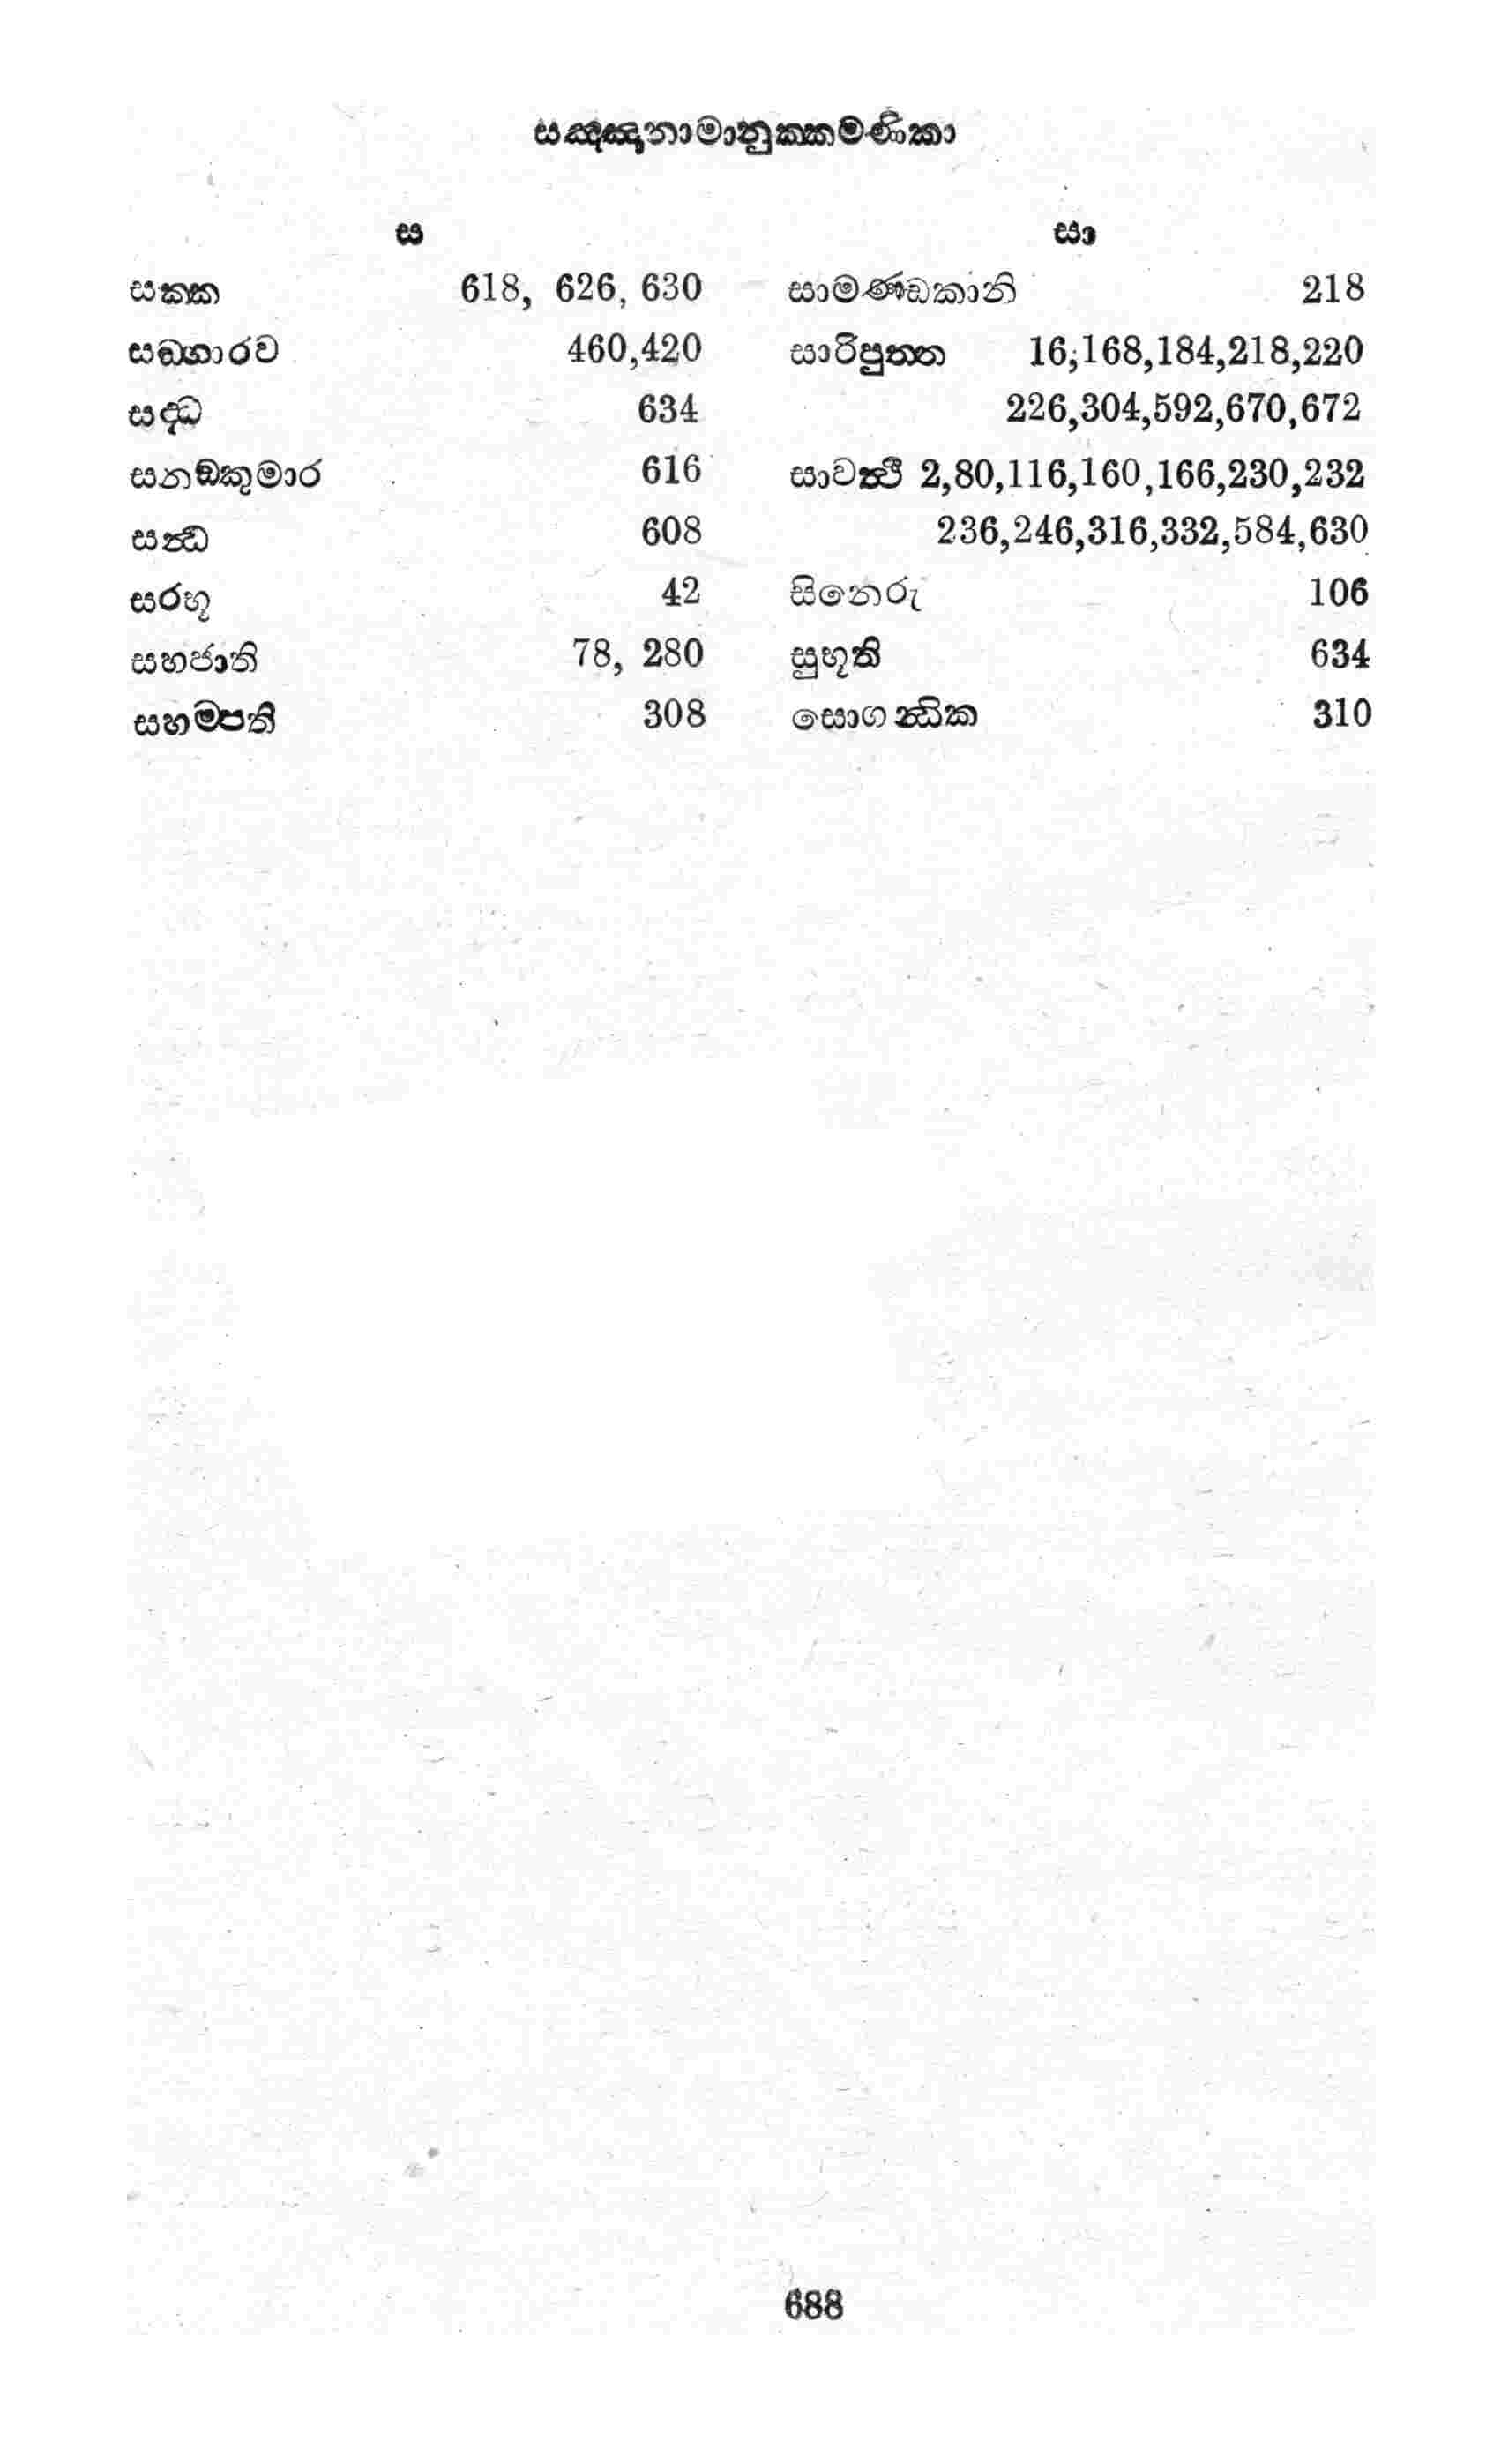 සඤ්ඤානාමානුක්කමණිකා
ස
සක්ක 618, 626, 630
සඞ්ගාරව 460,420
සද්ධ 634
සනඞ්කුමාර 616
සන්ධ 608
සරභූ 42
සහජාති 78, 280
සහම්පති 308
සා
සාමණ්ඩකානි 218
සාරිපුත්ත 16,168,184,218,220
226,304,592,670,672
සාවත්ථි 2,80,116,160,166,230,232
236,246,316,332,584,630
සිනෙරු 106
සුභූති 634
සොගන්ධික 310
688